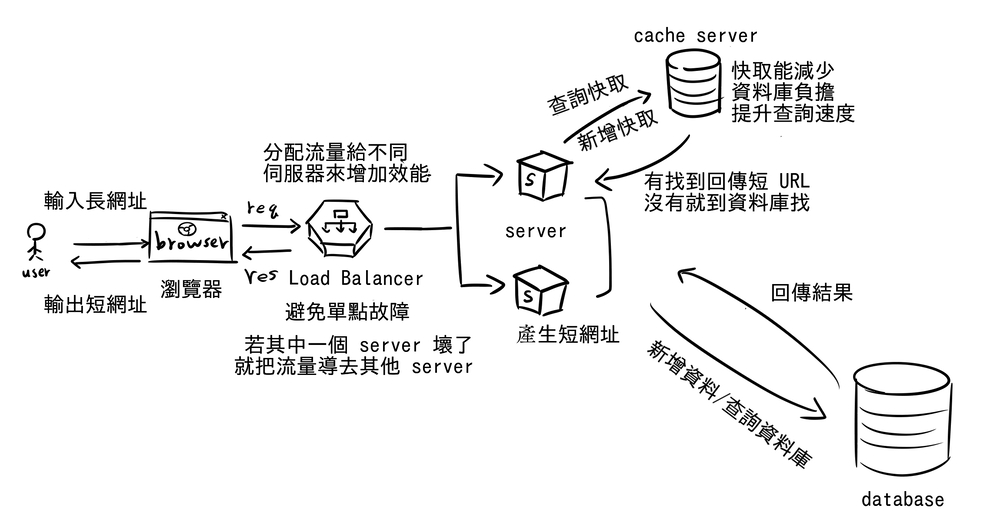 cache server
快取能減少
資料庫負擔
提升查詢速度
查詢快取
新增快取
分配流量給不同
伺服器來增加效能
有找到回傳短 URL
沒有就到資料庫找
輸入長網址
user
輸出短網址
browser
瀏覽器
req
res
Load Balancer
避免單點故障
若其中一個 server 壞了
就把流量導去其他 server
S
server
S
產生短網址
回傳結果
新增資料/查詢資料庫
database